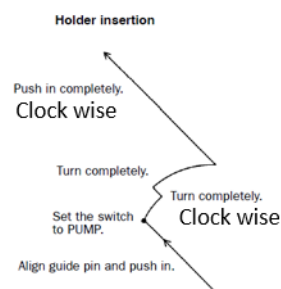 Holder insertion
Push in completely.
Clock wise
Turn completely.
Turn completely.
Clock wise
Set the switch
to PUMP.
Align guide pin and push in.